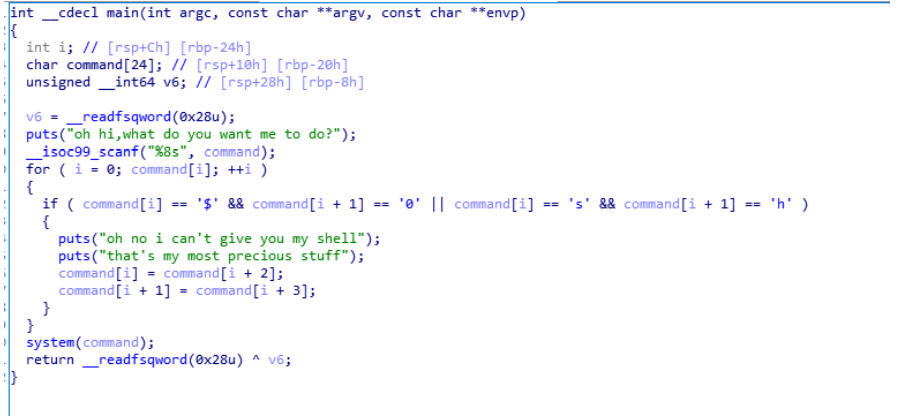 int __cdecl main(int argc, const char **argv, const char **envp)
{
  int i; // [rsp+Ch] [rbp-24h]
  char command[24]; // [rsp+10h] [rbp-20h]
  unsigned __int64 v6; // [rsp+28h] [rbp-8h]

  v6 = __readfsqword(0x28u);
  puts("oh hi,what do you want me to do?");
  __isoc99_scanf("%8s", command);
  for ( i = 0; command[i]; ++i )
  {
    if ( command[i] == '$' && command[i + 1] == '0' || command[i] == 's' && command[i + 1] == 'h' )
    {
      puts("oh no i can't give you my shell");
      puts("that's my most precious stuff");
      command[i] = command[i + 2];
      command[i + 1] = command[i + 3];
    }
  }
  system(command);
  return __readfsqword(0x28u) ^ v6;
}